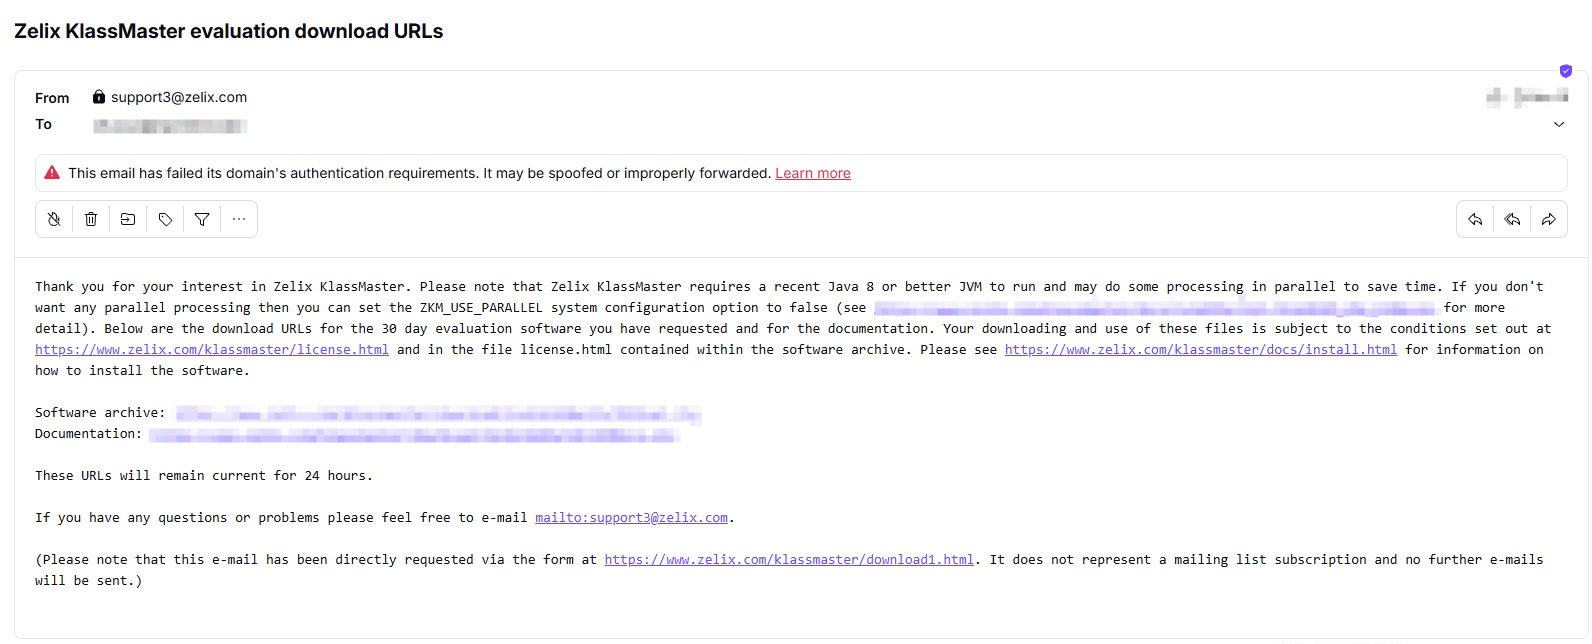 Zelix KlassMaster evaluation download URLs
From support3@zelix.com
To
This email has failed its domain's authentication requirements. It may be spoofed or improperly forwarded. Learn more
Thank you for your interest in Zelix KlassMaster. Please note that Zelix KlassMaster requires a recent Java 8 or better JVM to run and may do some processing in parallel to save time. If you don't
want any parallel processing then you can set the ZKM_USE_PARALLEL system configuration option to false (see for more
detail). Below are the download URLs for the 30 day evaluation software you have requested and for the documentation. Your downloading and use of these files is subject to the conditions set out at
https://www.zelix.com/klassmaster/license.html and in the file license.html contained within the software archive. Please see https://www.zelix.com/klassmaster/docs/install.html for information on
how to install the software.
Software archive:
Documentation:
These URLs will remain current for 24 hours.
If you have any questions or problems please feel free to e-mail mailto:support3@zelix.com.
(Please note that this e-mail has been directly requested via the form at https://www.zelix.com/klassmaster/download1.html. It does not represent a mailing list subscription and no further e-mails
will be sent.)